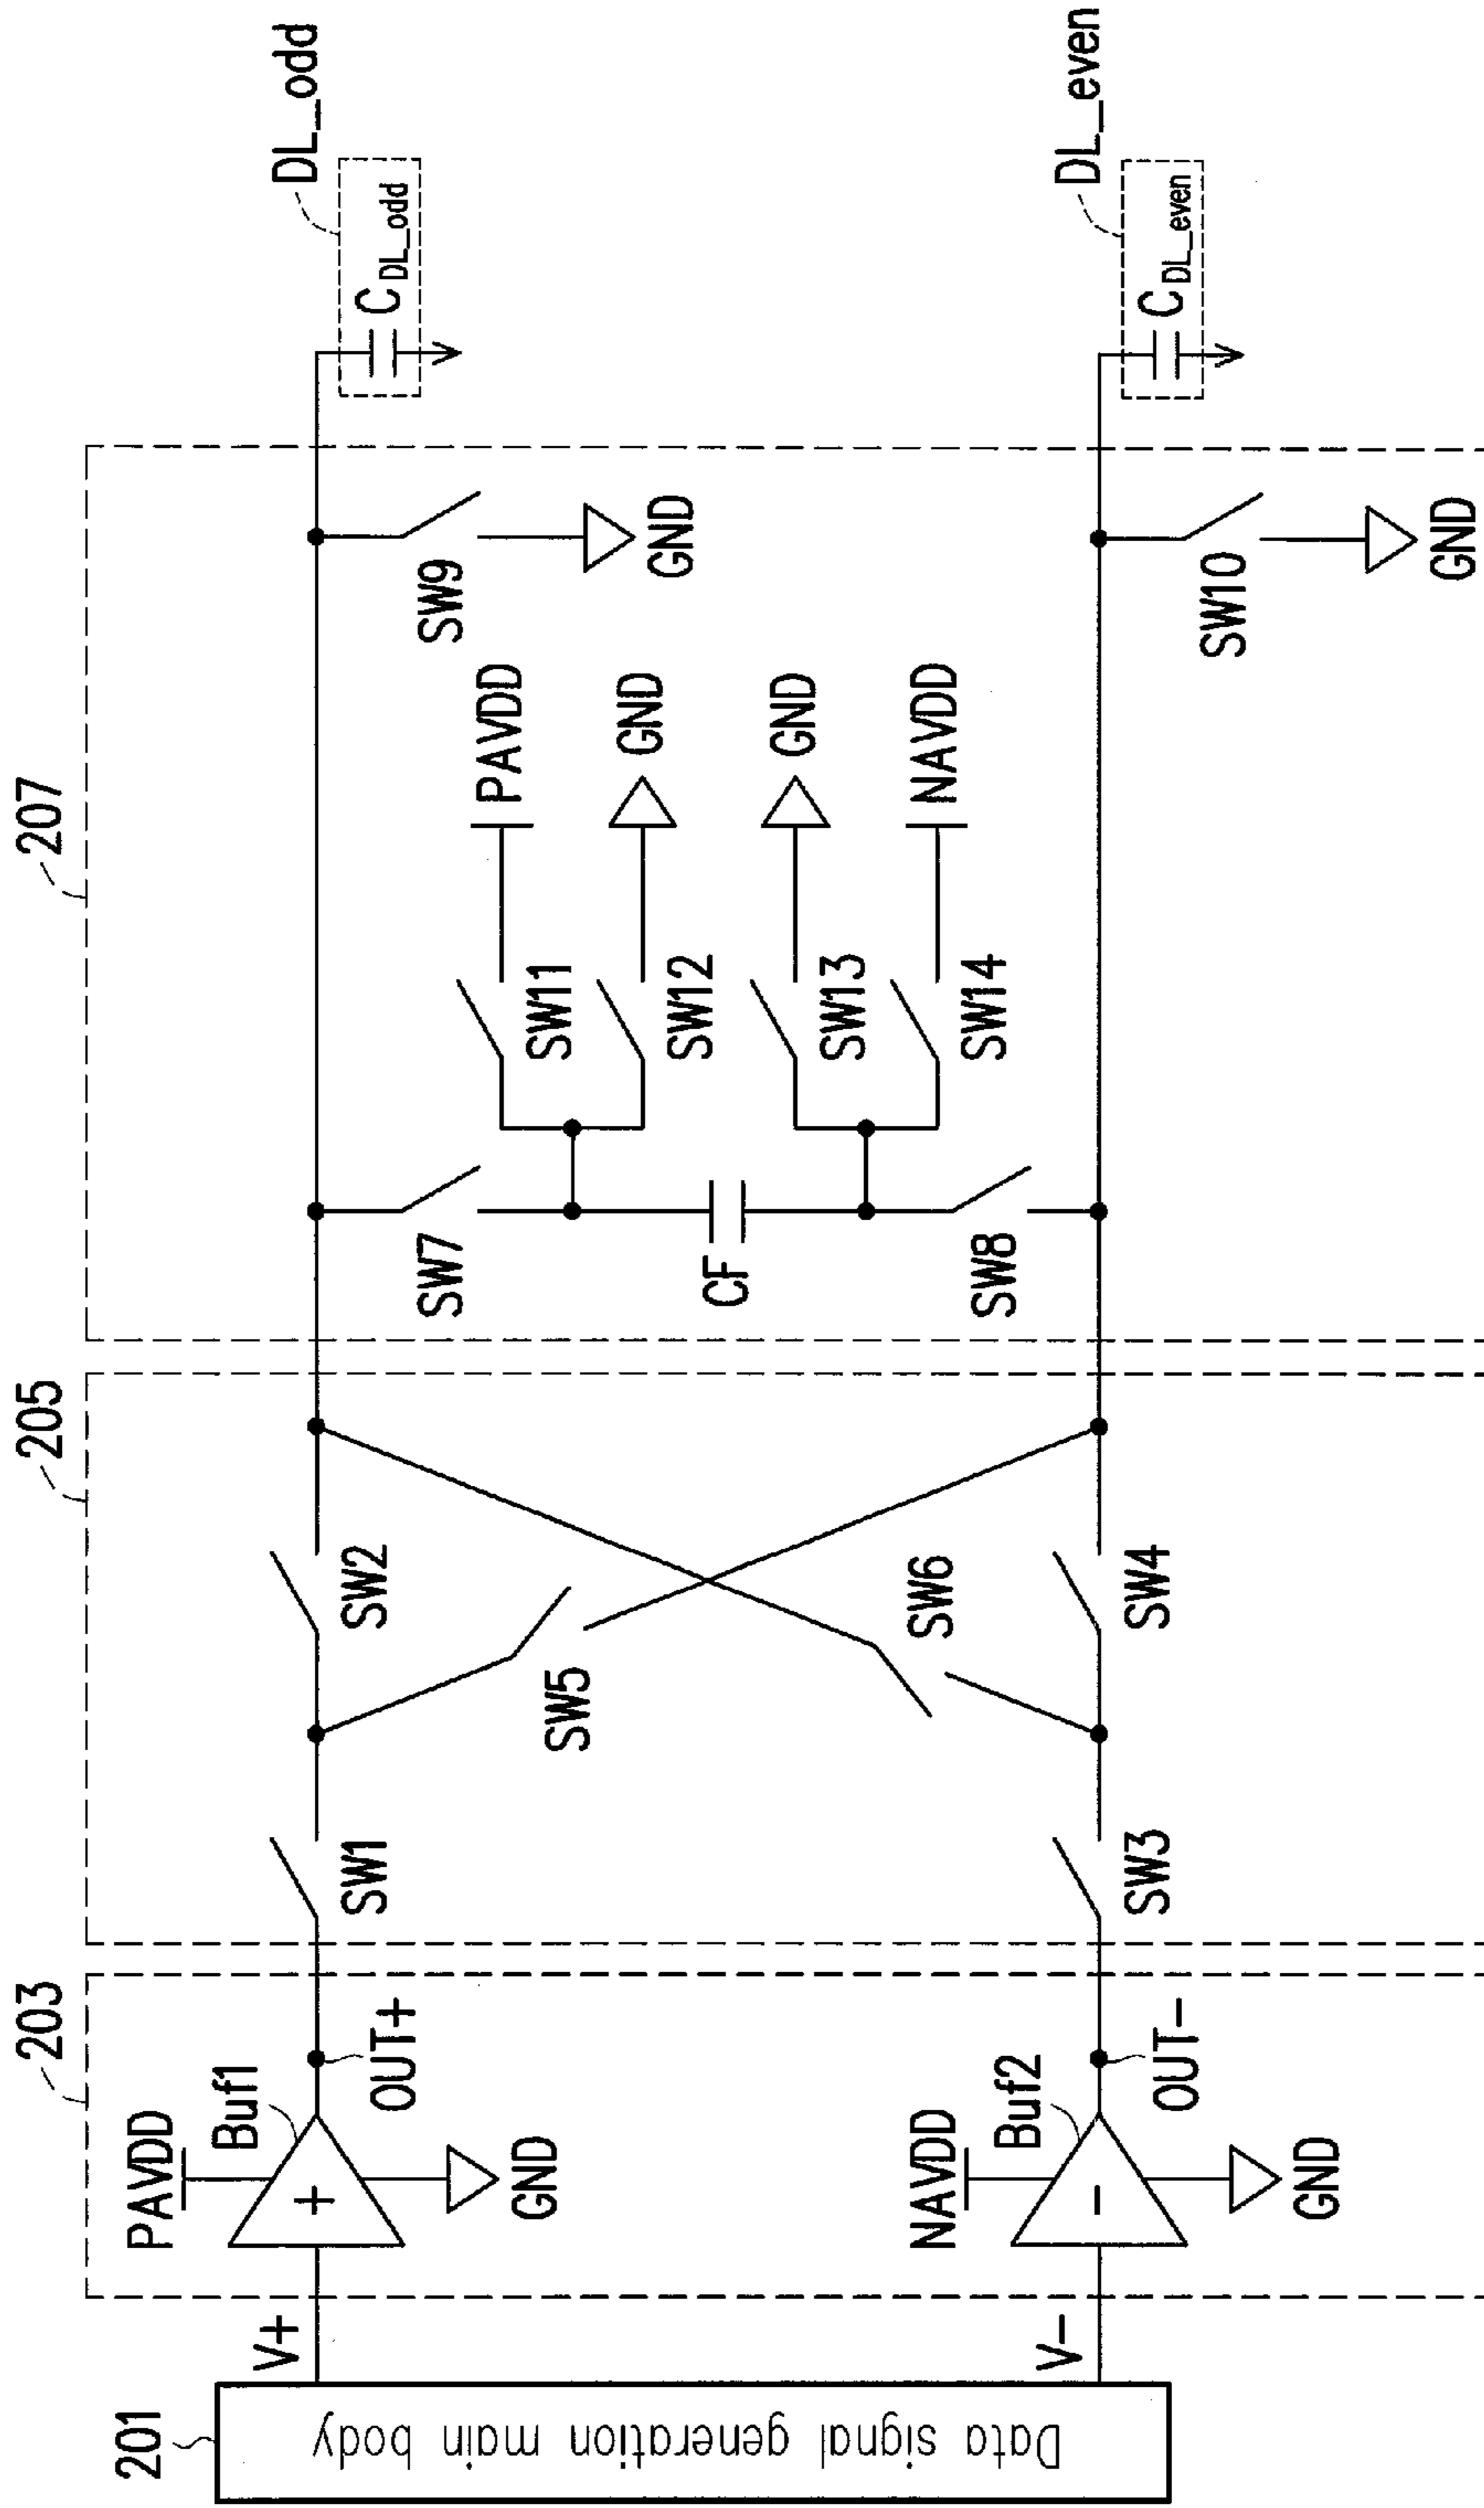 201
Data signal generation main body
V+
V-
203
PAVDD
Buf1
+
OUT+
GND
NAVDD
Buf2
-
OUT-
GND
205
SW1
SW2
SW5
SW6
SW3
SW4
207
SW7
CF
SW8
SW11
PAVDD
SW12
GND
SW13
GND
SW14
NAVDD
SW9
GND
SW10
GND
DL_odd
CDL_odd
DL_even
CDL_even